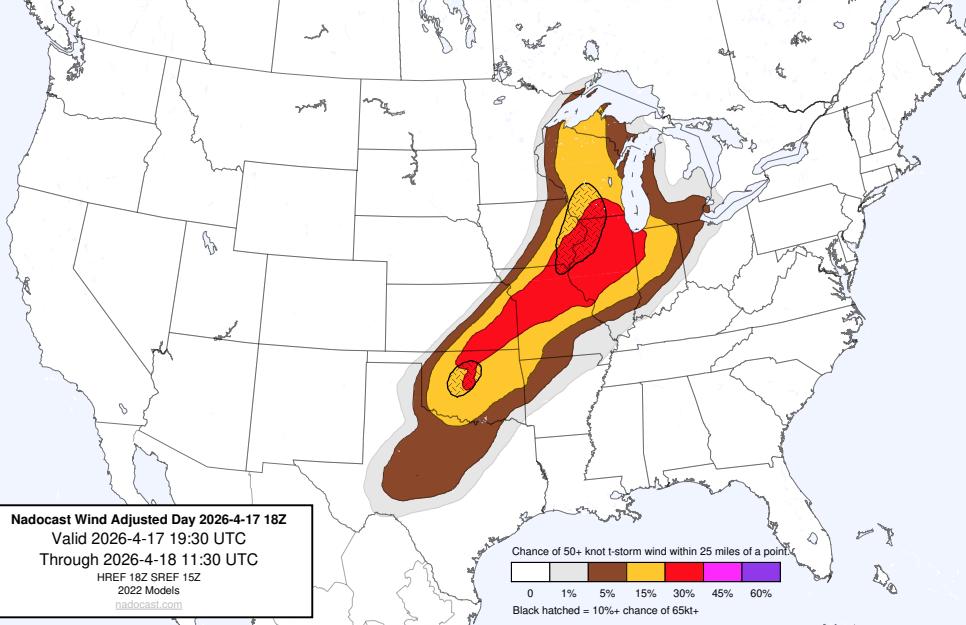 Nadocast Wind Adjusted Day 2026-4-17 18Z
Valid 2026-4-17 19:30 UTC
Through 2026-4-18 11:30 UTC
HREF 18Z SREF 15Z
2022 Models
nadocast.com
Chance of 50+ knot t-storm wind within 25 miles of a point.
0 1% 5% 15% 30% 45% 60%
Black hatched = 10%+ chance of 65kt+